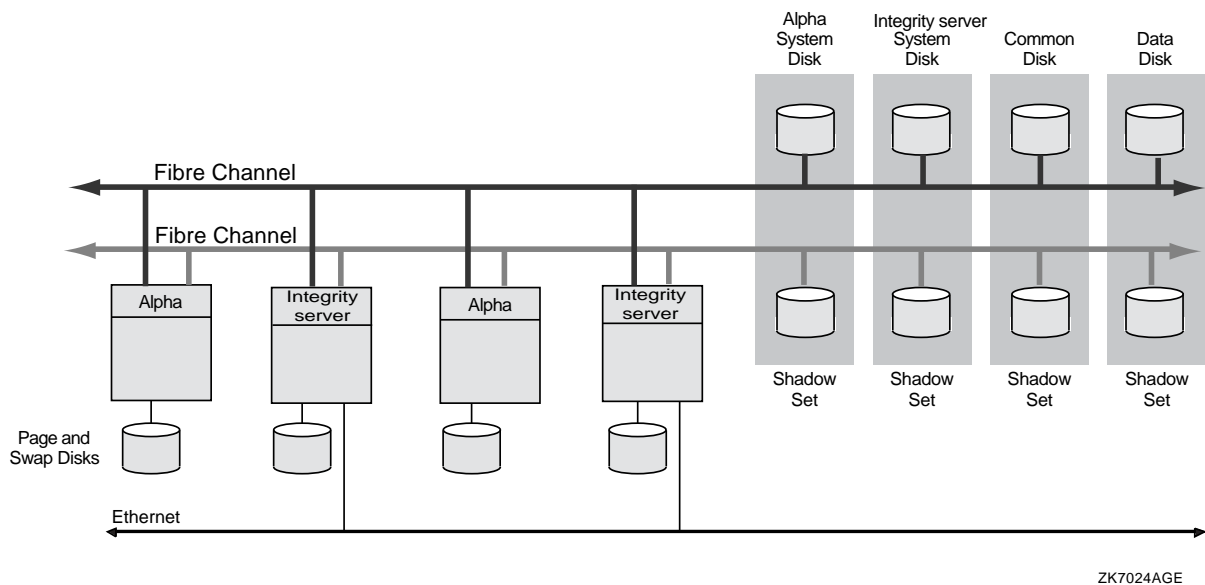 Alpha
System
Disk
Integrity server
System
Disk
Common
Disk
Data
Disk
Fibre Channel
Fibre Channel
Alpha
Integrity
server
Alpha
Integrity
server
Shadow
Set
Shadow
Set
Shadow
Set
Shadow
Set
Page and
Swap Disks
Ethernet
ZK7024AGE